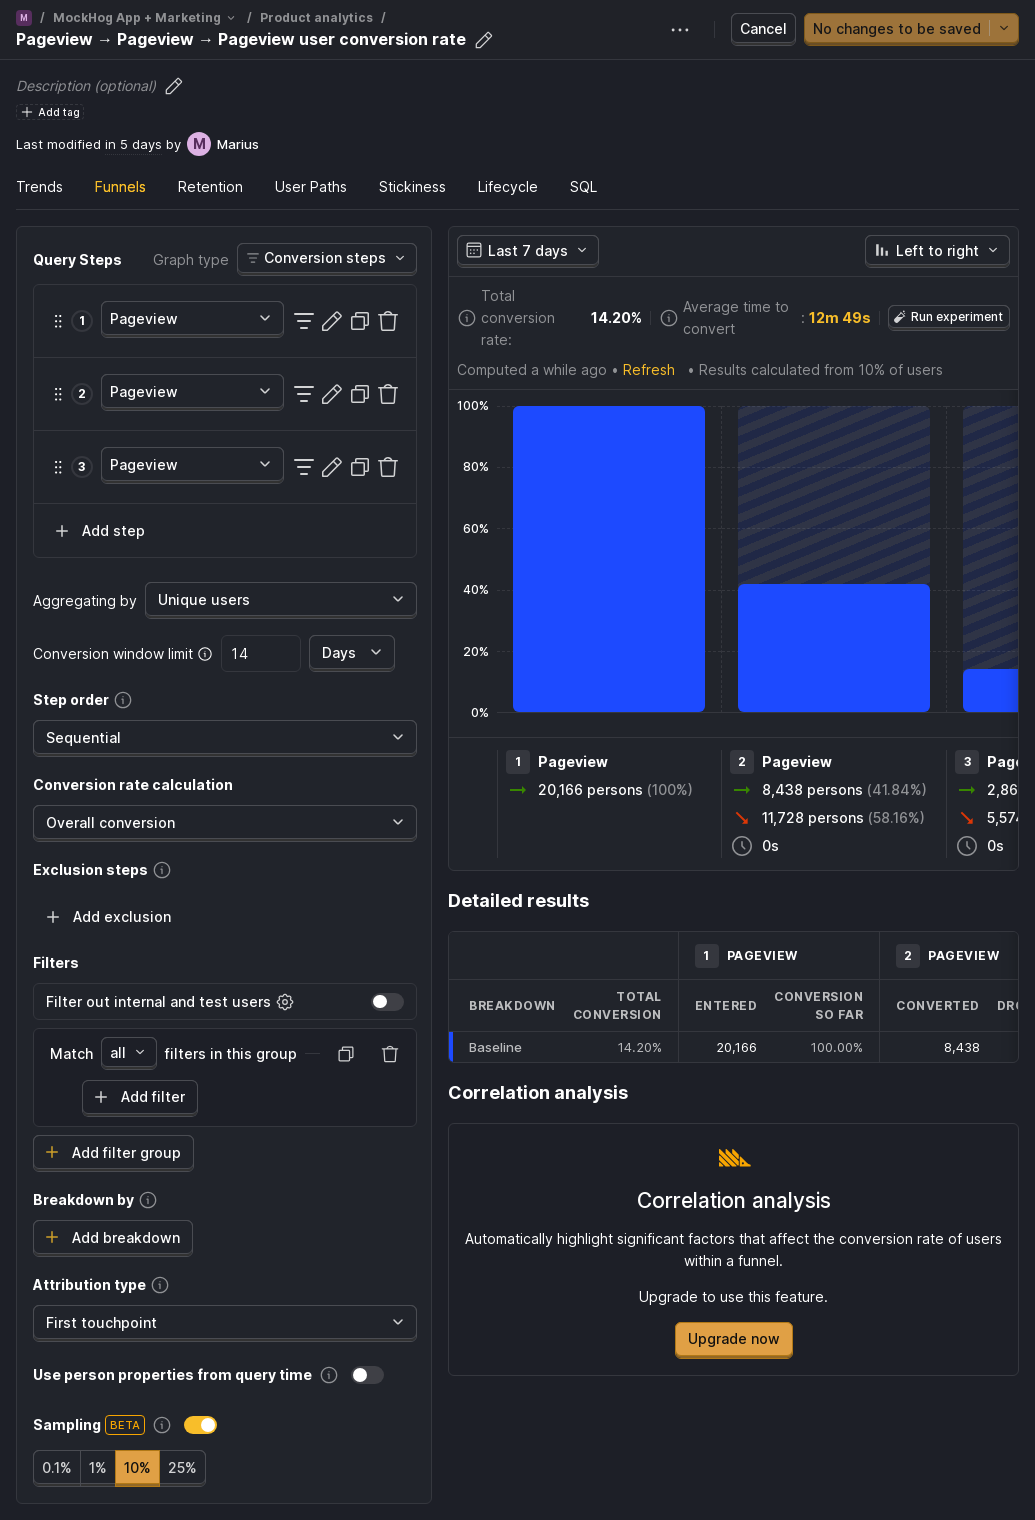 M / MockHog App + Marketing / Product analytics /
Pageview → Pageview → Pageview user conversion rate
Cancel
No changes to be saved
Description (optional)
Add tag
Last modified in 5 days by M Marius
Trends Funnels Retention User Paths Stickiness Lifecycle SQL
Query Steps Graph type Conversion steps
1 Pageview
2 Pageview
3 Pageview
Add step
Aggregating by Unique users
Conversion window limit 14 Days
Step order
Sequential
Conversion rate calculation
Overall conversion
Exclusion steps
Add exclusion
Filters
Filter out internal and test users
Match all filters in this group
Add filter
Add filter group
Breakdown by
Add breakdown
Attribution type
First touchpoint
Use person properties from query time
Sampling BETA
0.1% 1% 10% 25%
Last 7 days Left to right
Total conversion rate: 14.20%
Average time to convert : 12m 49s
Run experiment
Computed a while ago • Refresh • Results calculated from 10% of users
100%
80%
60%
40%
20%
0%
1 Pageview
20,166 persons (100%)
2 Pageview
8,438 persons (41.84%)
11,728 persons (58.16%)
0s
3 Page
2,86
5,574
0s
Detailed results
1 PAGEVIEW 2 PAGEVIEW
BREAKDOWN TOTAL CONVERSION ENTERED CONVERSION SO FAR CONVERTED DRO
Baseline 14.20% 20,166 100.00% 8,438
Correlation analysis
Correlation analysis
Automatically highlight significant factors that affect the conversion rate of users
within a funnel.
Upgrade to use this feature.
Upgrade now